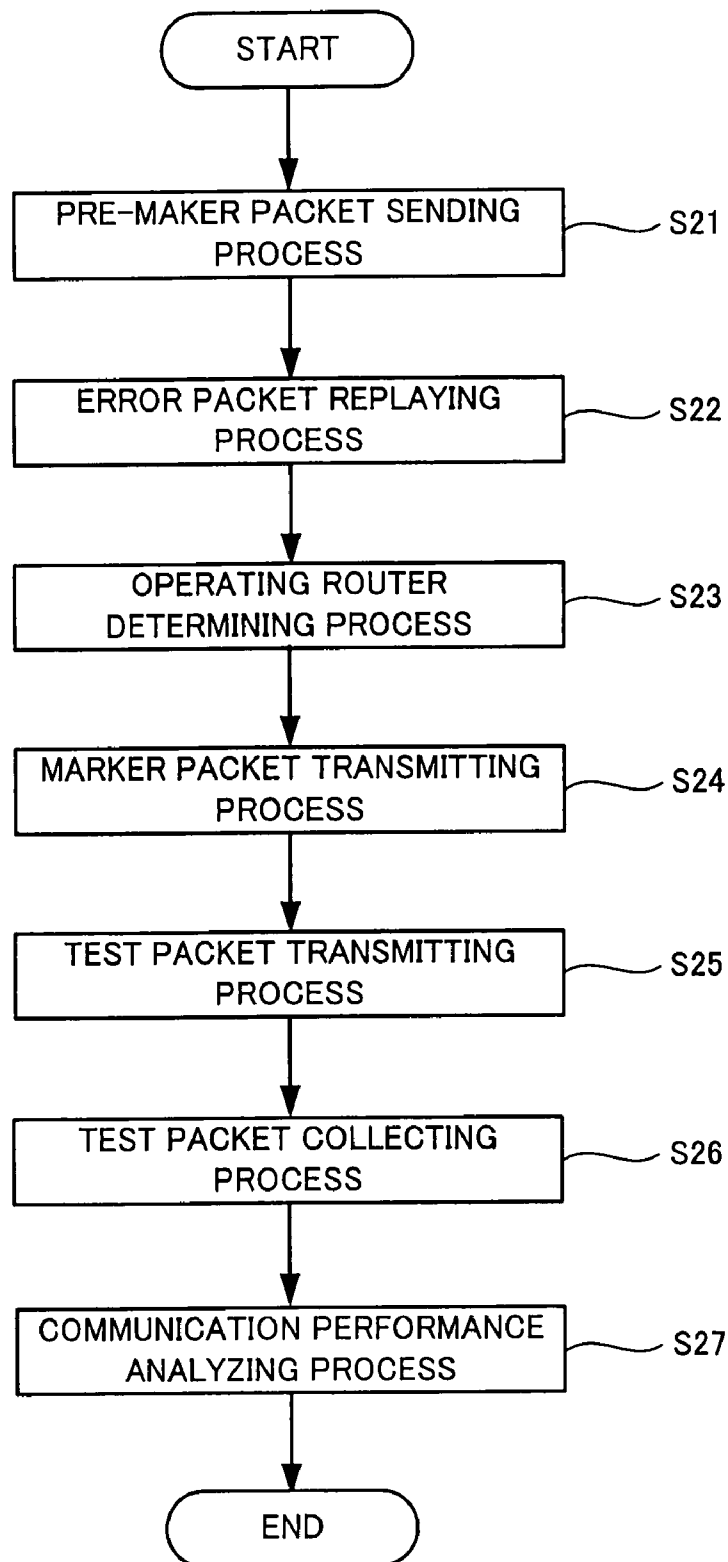 START
PRE-MAKER PACKET SENDING
PROCESS
S21
ERROR PACKET REPLAYING
PROCESS
S22
OPERATING ROUTER
DETERMINING PROCESS
S23
MARKER PACKET TRANSMITTING
PROCESS
S24
TEST PACKET TRANSMITTING
PROCESS
S25
TEST PACKET COLLECTING
PROCESS
S26
COMMUNICATION PERFORMANCE
ANALYZING PROCESS
S27
END